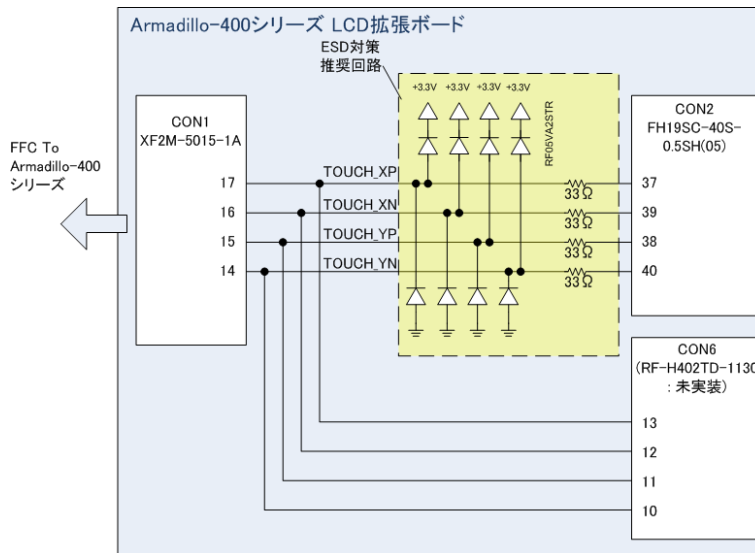 Armadillo-400シリーズ LCD拡張ボード
ESD対策
推奨回路
+3.3V +3.3V +3.3V +3.3V
RF05VA2STR
CON1
XF2M-5015-1A
CON2
FH19SC-40S-
0.5SH(05)
FFC To
Armadillo-400
シリーズ
17 TOUCH_XP 33Ω 37
16 TOUCH_XN 33Ω 39
15 TOUCH_YP 33Ω 38
14 TOUCH_YN 33Ω 40
CON6
(RF-H402TD-1130
: 未実装)
13
12
11
10